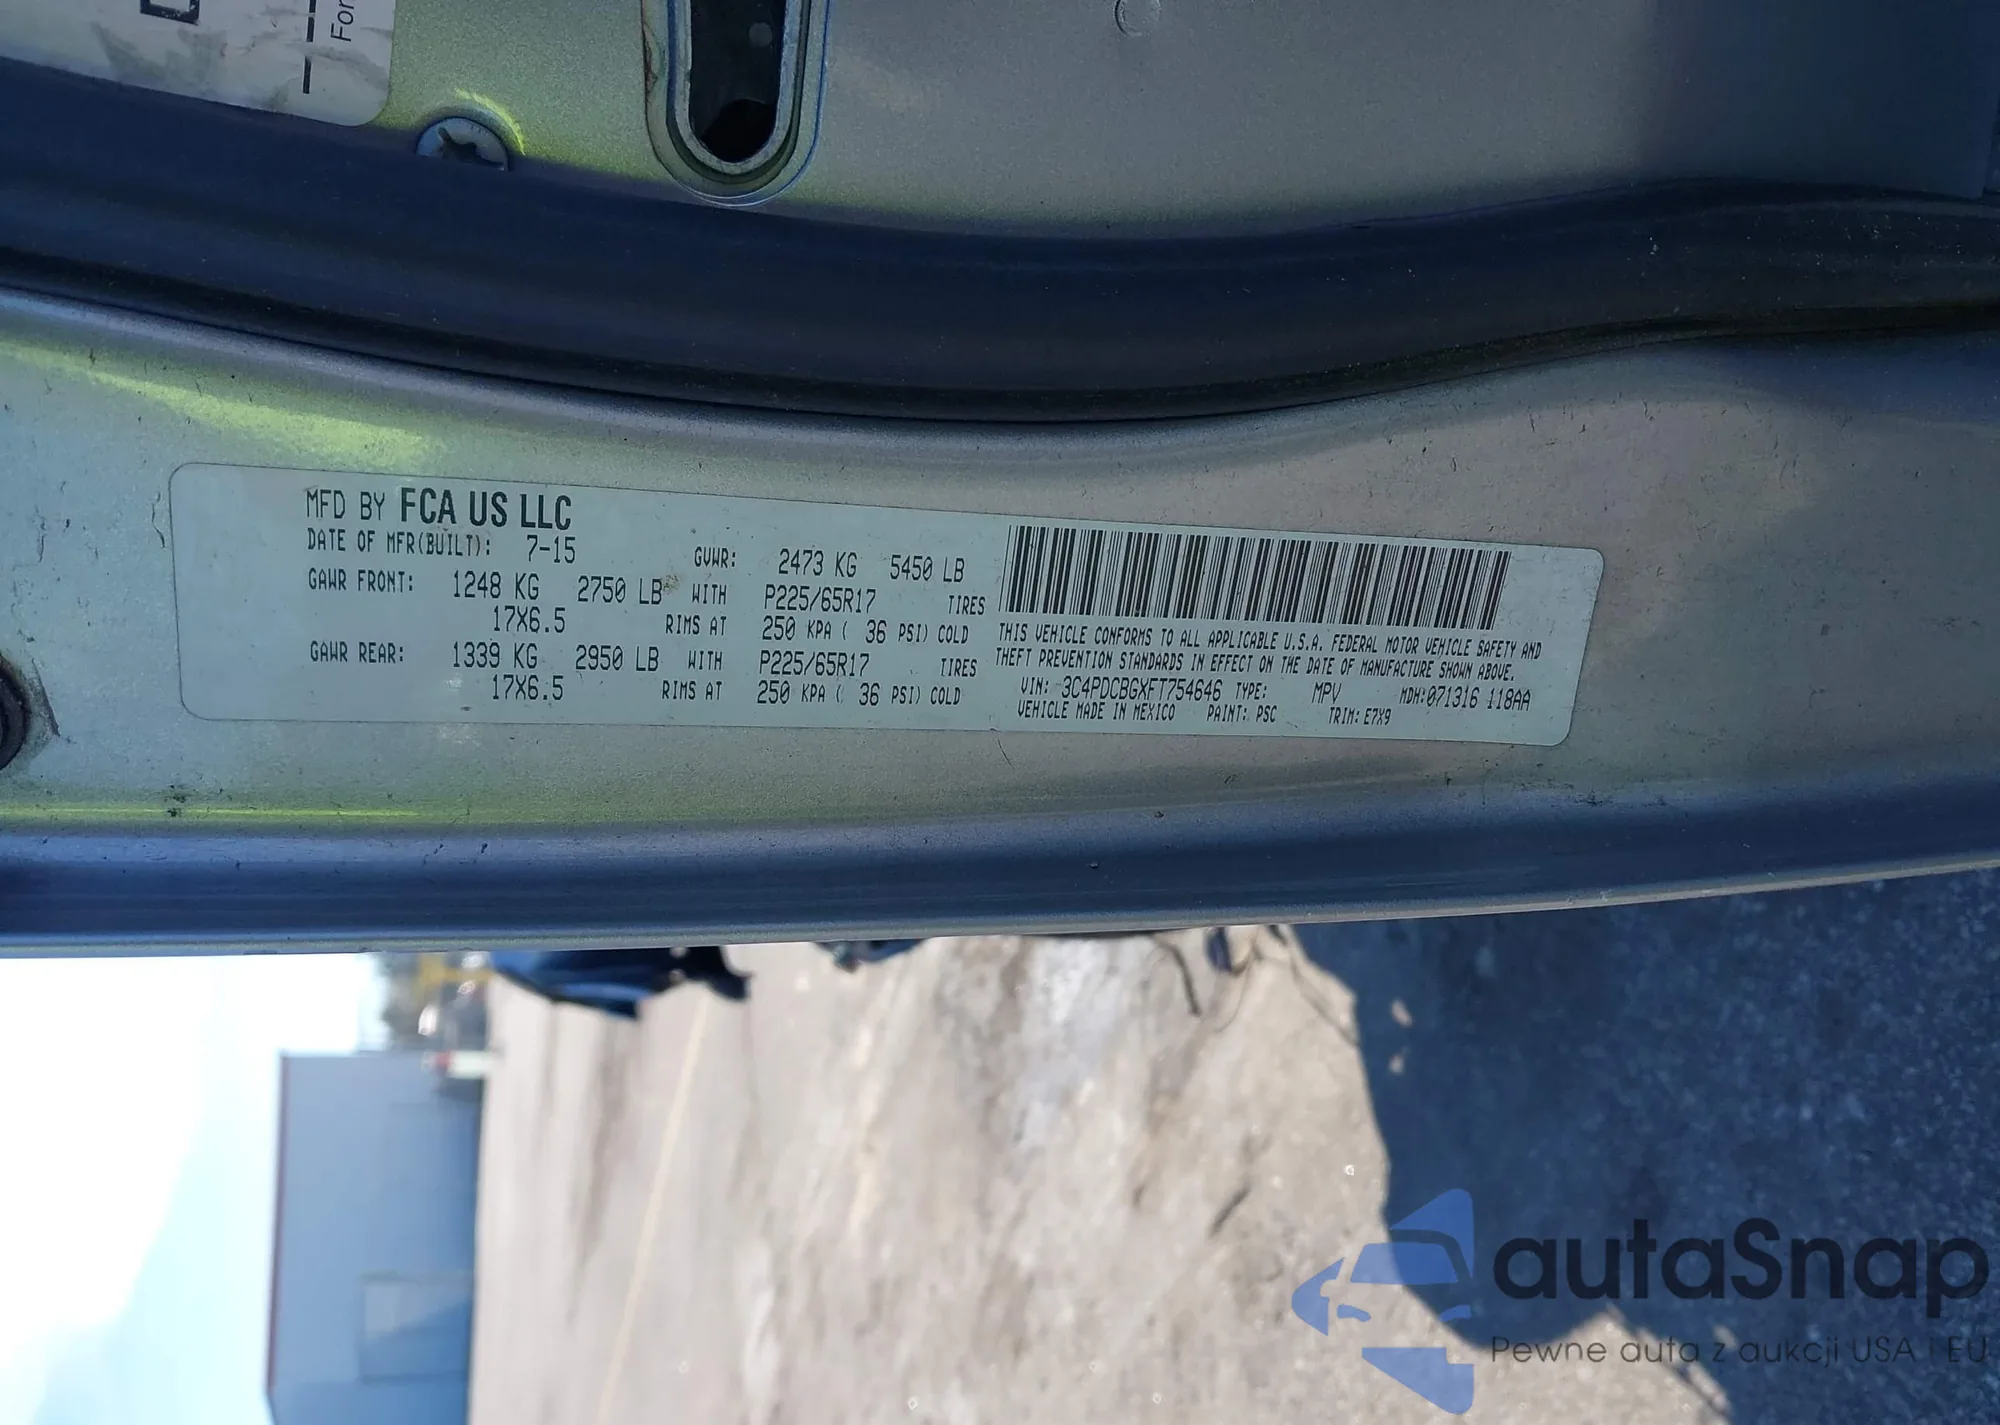 For
MFD BY FCA US LLC
DATE OF MFR(BUILT): 7-15 GVWR: 2473 KG 5450 LB
GAWR FRONT: 1248 KG 2750 LB WITH P225/65R17 TIRES
17X6.5 RIMS AT 250 KPA ( 36 PSI) COLD
GAWR REAR: 1339 KG 2950 LB WITH P225/65R17 TIRES
17X6.5 RIMS AT 250 KPA ( 36 PSI) COLD
THIS VEHICLE CONFORMS TO ALL APPLICABLE U.S.A. FEDERAL MOTOR VEHICLE SAFETY AND
THEFT PREVENTION STANDARDS IN EFFECT ON THE DATE OF MANUFACTURE SHOWN ABOVE.
VIN: 3C4PDCBGXFT754646 TYPE: MPV MDH:071316 118AA
VEHICLE MADE IN MEXICO PAINT: PSC TRIM: E7X9
autaSnap
Pewne auta z aukcji USA i EU